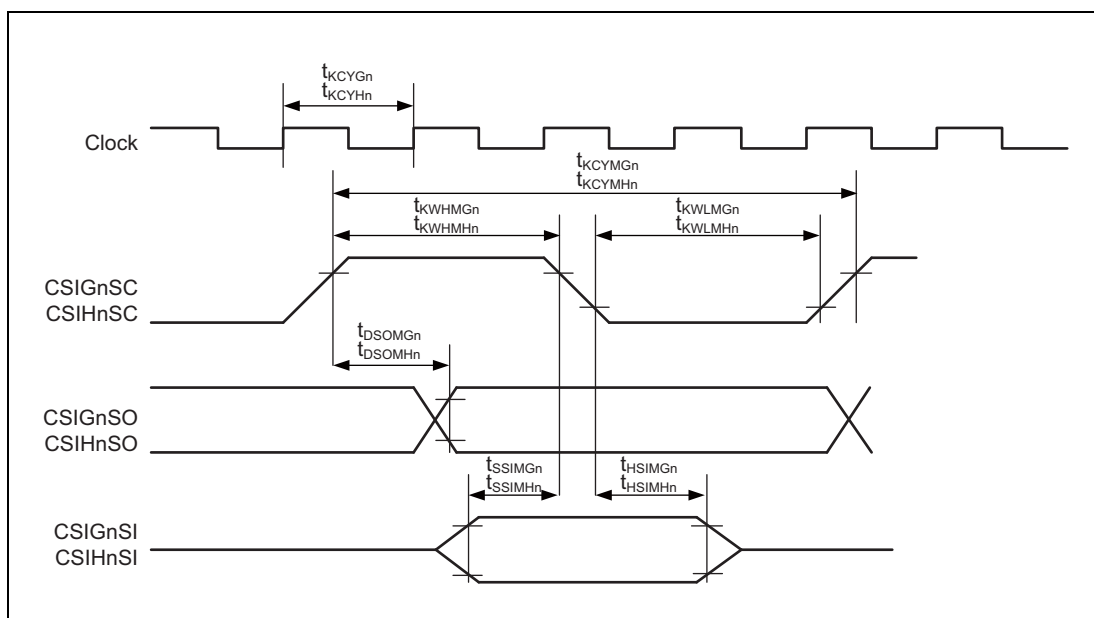 tKCYGn
tKCYHn
Clock
tKCYMGn
tKCYMHn
tKWHMGn
tKWHMHn
tKWLMGn
tKWLMHn
CSIGnSC
CSIHnSC
tDSOMGn
tDSOMHn
CSIGnSO
CSIHnSO
tSSIMGn
tSSIMHn
tHSIMGn
tHSIMHn
CSIGnSI
CSIHnSI